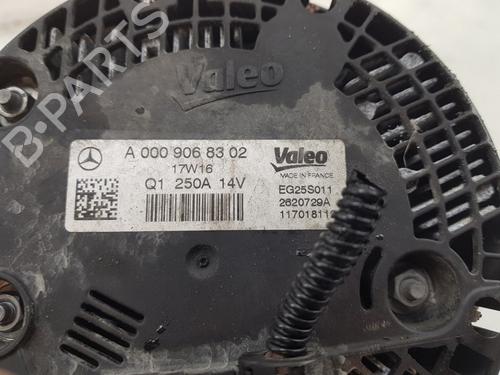 Valeo
B-PARTS
A 000 906 83 02
17W16
Q1 250A 14V
Valeo
MADE IN FRANCE
EG25S011
2620729A
11701811